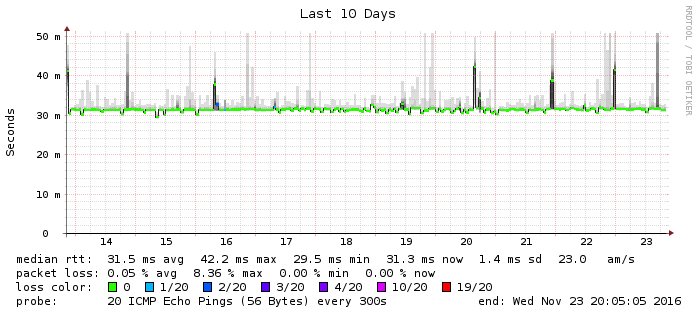 Last 10 Days
RRDTOOL / TOBI OETIKER
Seconds
50 m
40 m
30 m
20 m
10 m
0
14 15 16 17 18 19 20 21 22 23
median rtt: 31.5 ms avg 42.2 ms max 29.5 ms min 31.3 ms now 1.4 ms sd 23.0 am/s
packet loss: 0.05 % avg 8.36 % max 0.00 % min 0.00 % now
loss color: 0 1/20 2/20 3/20 4/20 10/20 19/20
probe: 20 ICMP Echo Pings (56 Bytes) every 300s end: Wed Nov 23 20:05:05 2016